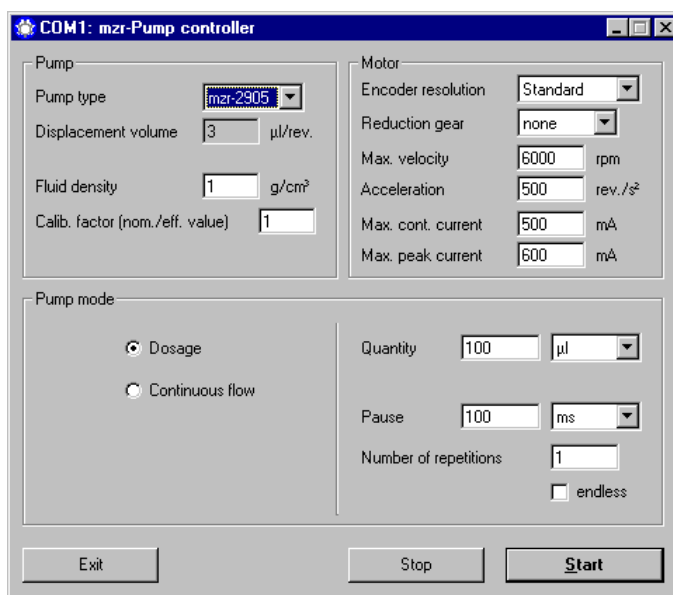 COM1: mzr-Pump controller
Pump
Pump type mzr-2905
Displacement volume 3 µl/rev.
Fluid density 1 g/cm³
Calib. factor (nom./eff. value) 1
Motor
Encoder resolution Standard
Reduction gear none
Max. velocity 6000 rpm
Acceleration 500 rev./s²
Max. cont. current 500 mA
Max. peak current 600 mA
Pump mode
Dosage
Continuous flow
Quantity 100 µl
Pause 100 ms
Number of repetitions 1
endless
Exit Stop Start